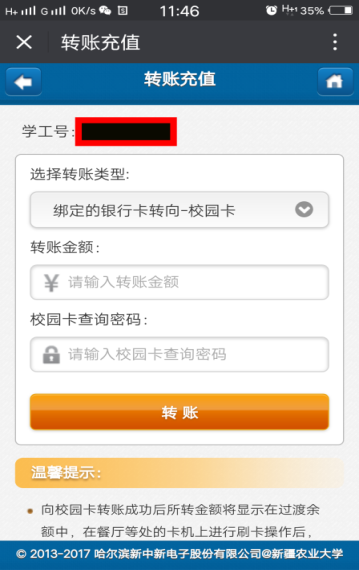 H+ G 0K/s 11:46 H+1 35%
转账充值
转账充值
学工号:
选择转账类型:
绑定的银行卡转向-校园卡
转账金额:
¥ 请输入转账金额
校园卡查询密码:
请输入校园卡查询密码
转 账
温馨提示:
• 向校园卡转账成功后所转金额将显示在过渡余
额中，在餐厅等处的卡机上进行刷卡操作后，
© 2013-2017 哈尔滨新中新电子股份有限公司@新疆农业大学